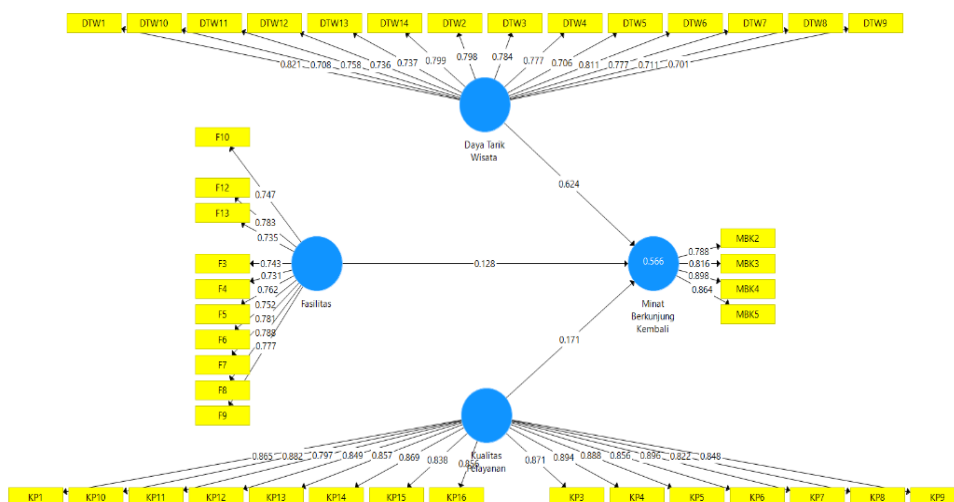 DTW1 DTW10 DTW11 DTW12 DTW13 DTW14 DTW2 DTW3 DTW4 DTW5 DTW6 DTW7 DTW8 DTW9
0.821 0.708 0.758 0.736 0.737 0.799 0.798 0.784 0.777 0.706 0.811 0.777 0.711 0.701
Daya Tarik
Wisata
F10
F12
F13
F3
F4
F5
F6
F7
F8
F9
0.747
0.783
0.735
0.743
0.731
0.762
0.752
0.781
0.788
0.777
Fasilitas
0.624
0.128
0.171
0.566
Minat
Berkunjung
Kembali
0.788
0.816
0.898
0.864
MBK2
MBK3
MBK4
MBK5
Kualitas
Pelayanan
0.865 0.882 0.797 0.849 0.857 0.869 0.838 0.856 0.871 0.894 0.888 0.856 0.896 0.822 0.848
KP1 KP10 KP11 KP12 KP13 KP14 KP15 KP16 KP3 KP4 KP5 KP6 KP7 KP8 KP9